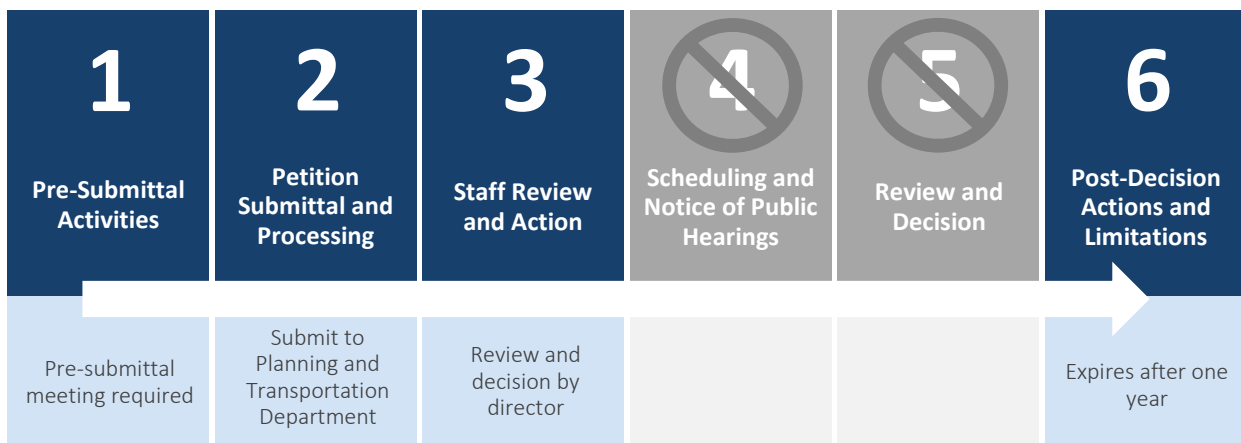 1
Pre-Submittal
Activities
Pre-submittal
meeting required
2
Petition
Submittal and
Processing
Submit to
Planning and
Transportation
Department
3
Staff Review
and Action
Review and
decision by
director
4
Scheduling and
Notice of Public
Hearings
5
Review and
Decision
6
Post-Decision
Actions and
Limitations
Expires after one
year